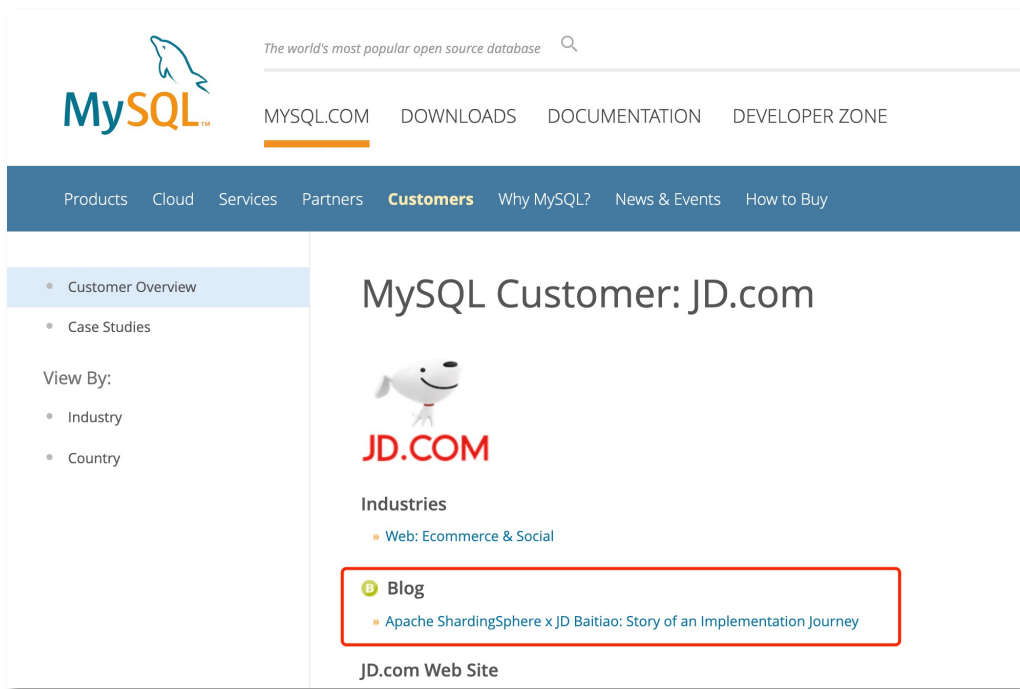 The world's most popular open source database
MySQL™
MYSQL.COM DOWNLOADS DOCUMENTATION DEVELOPER ZONE
Products Cloud Services Partners Customers Why MySQL? News & Events How to Buy
Customer Overview
Case Studies
View By:
Industry
Country
MySQL Customer: JD.com
JD.COM
Industries
» Web: Ecommerce & Social
B Blog
» Apache ShardingSphere x JD Baitiao: Story of an Implementation Journey
JD.com Web Site